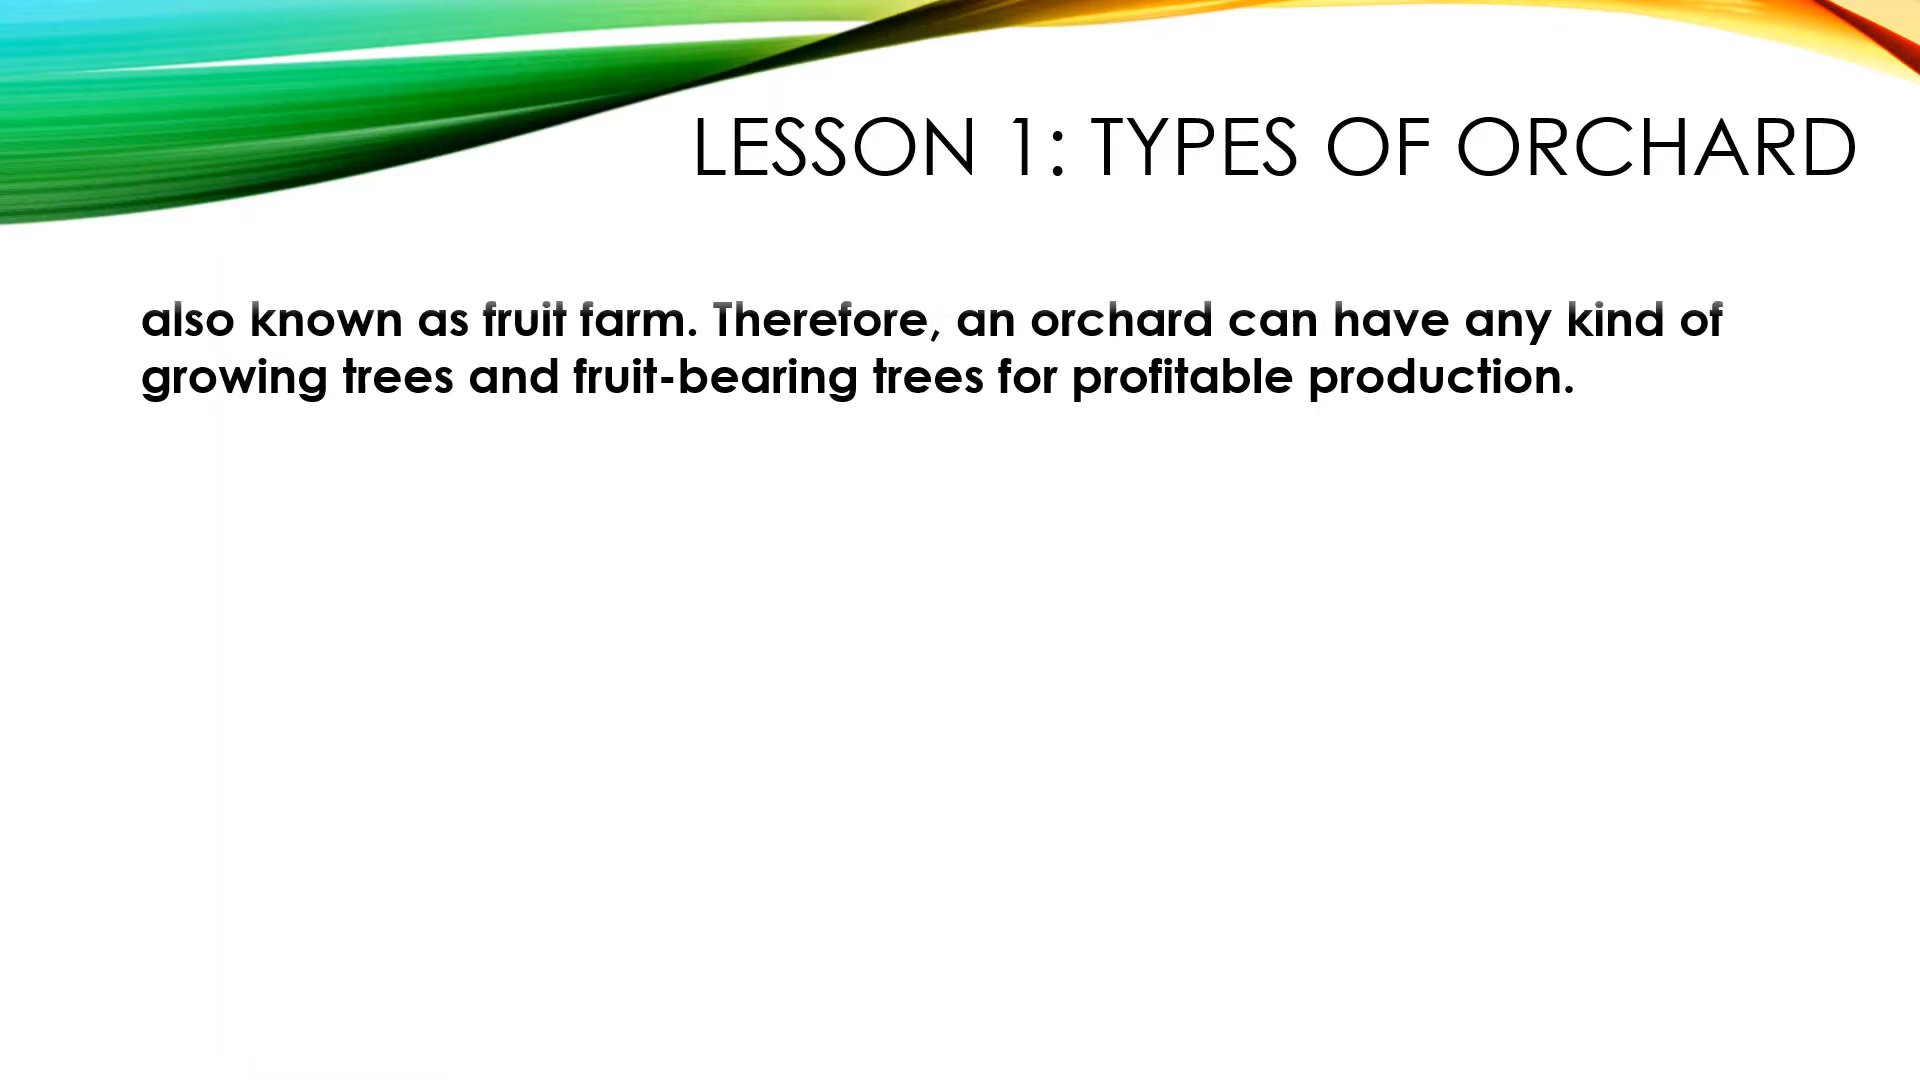 LESSON 1: TYPES OF ORCHARD
also known as fruit farm. Therefore, an orchard can have any kind of
growing trees and fruit-bearing trees for profitable production.